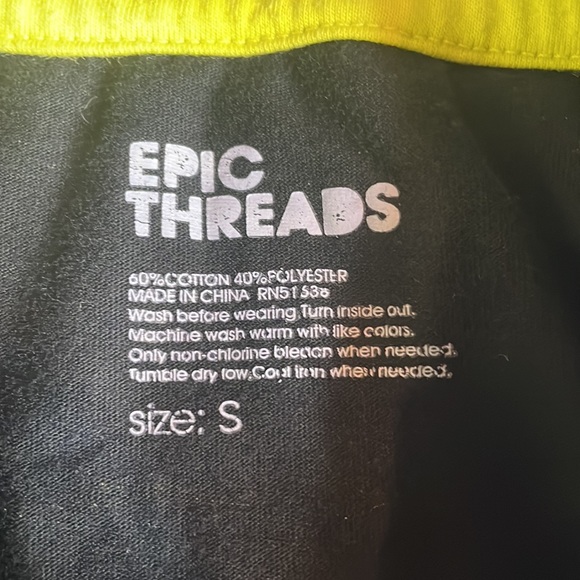 EPIC
THREADS
60%COTTON 40%POLYESTER
MADE IN CHINA RN51536
Wash before wearing.Turn inside out.
Machine wash warm with like colors.
Only non-chlorine bleach when needed.
Tumble dry low.Cool iron when needed.
size: S